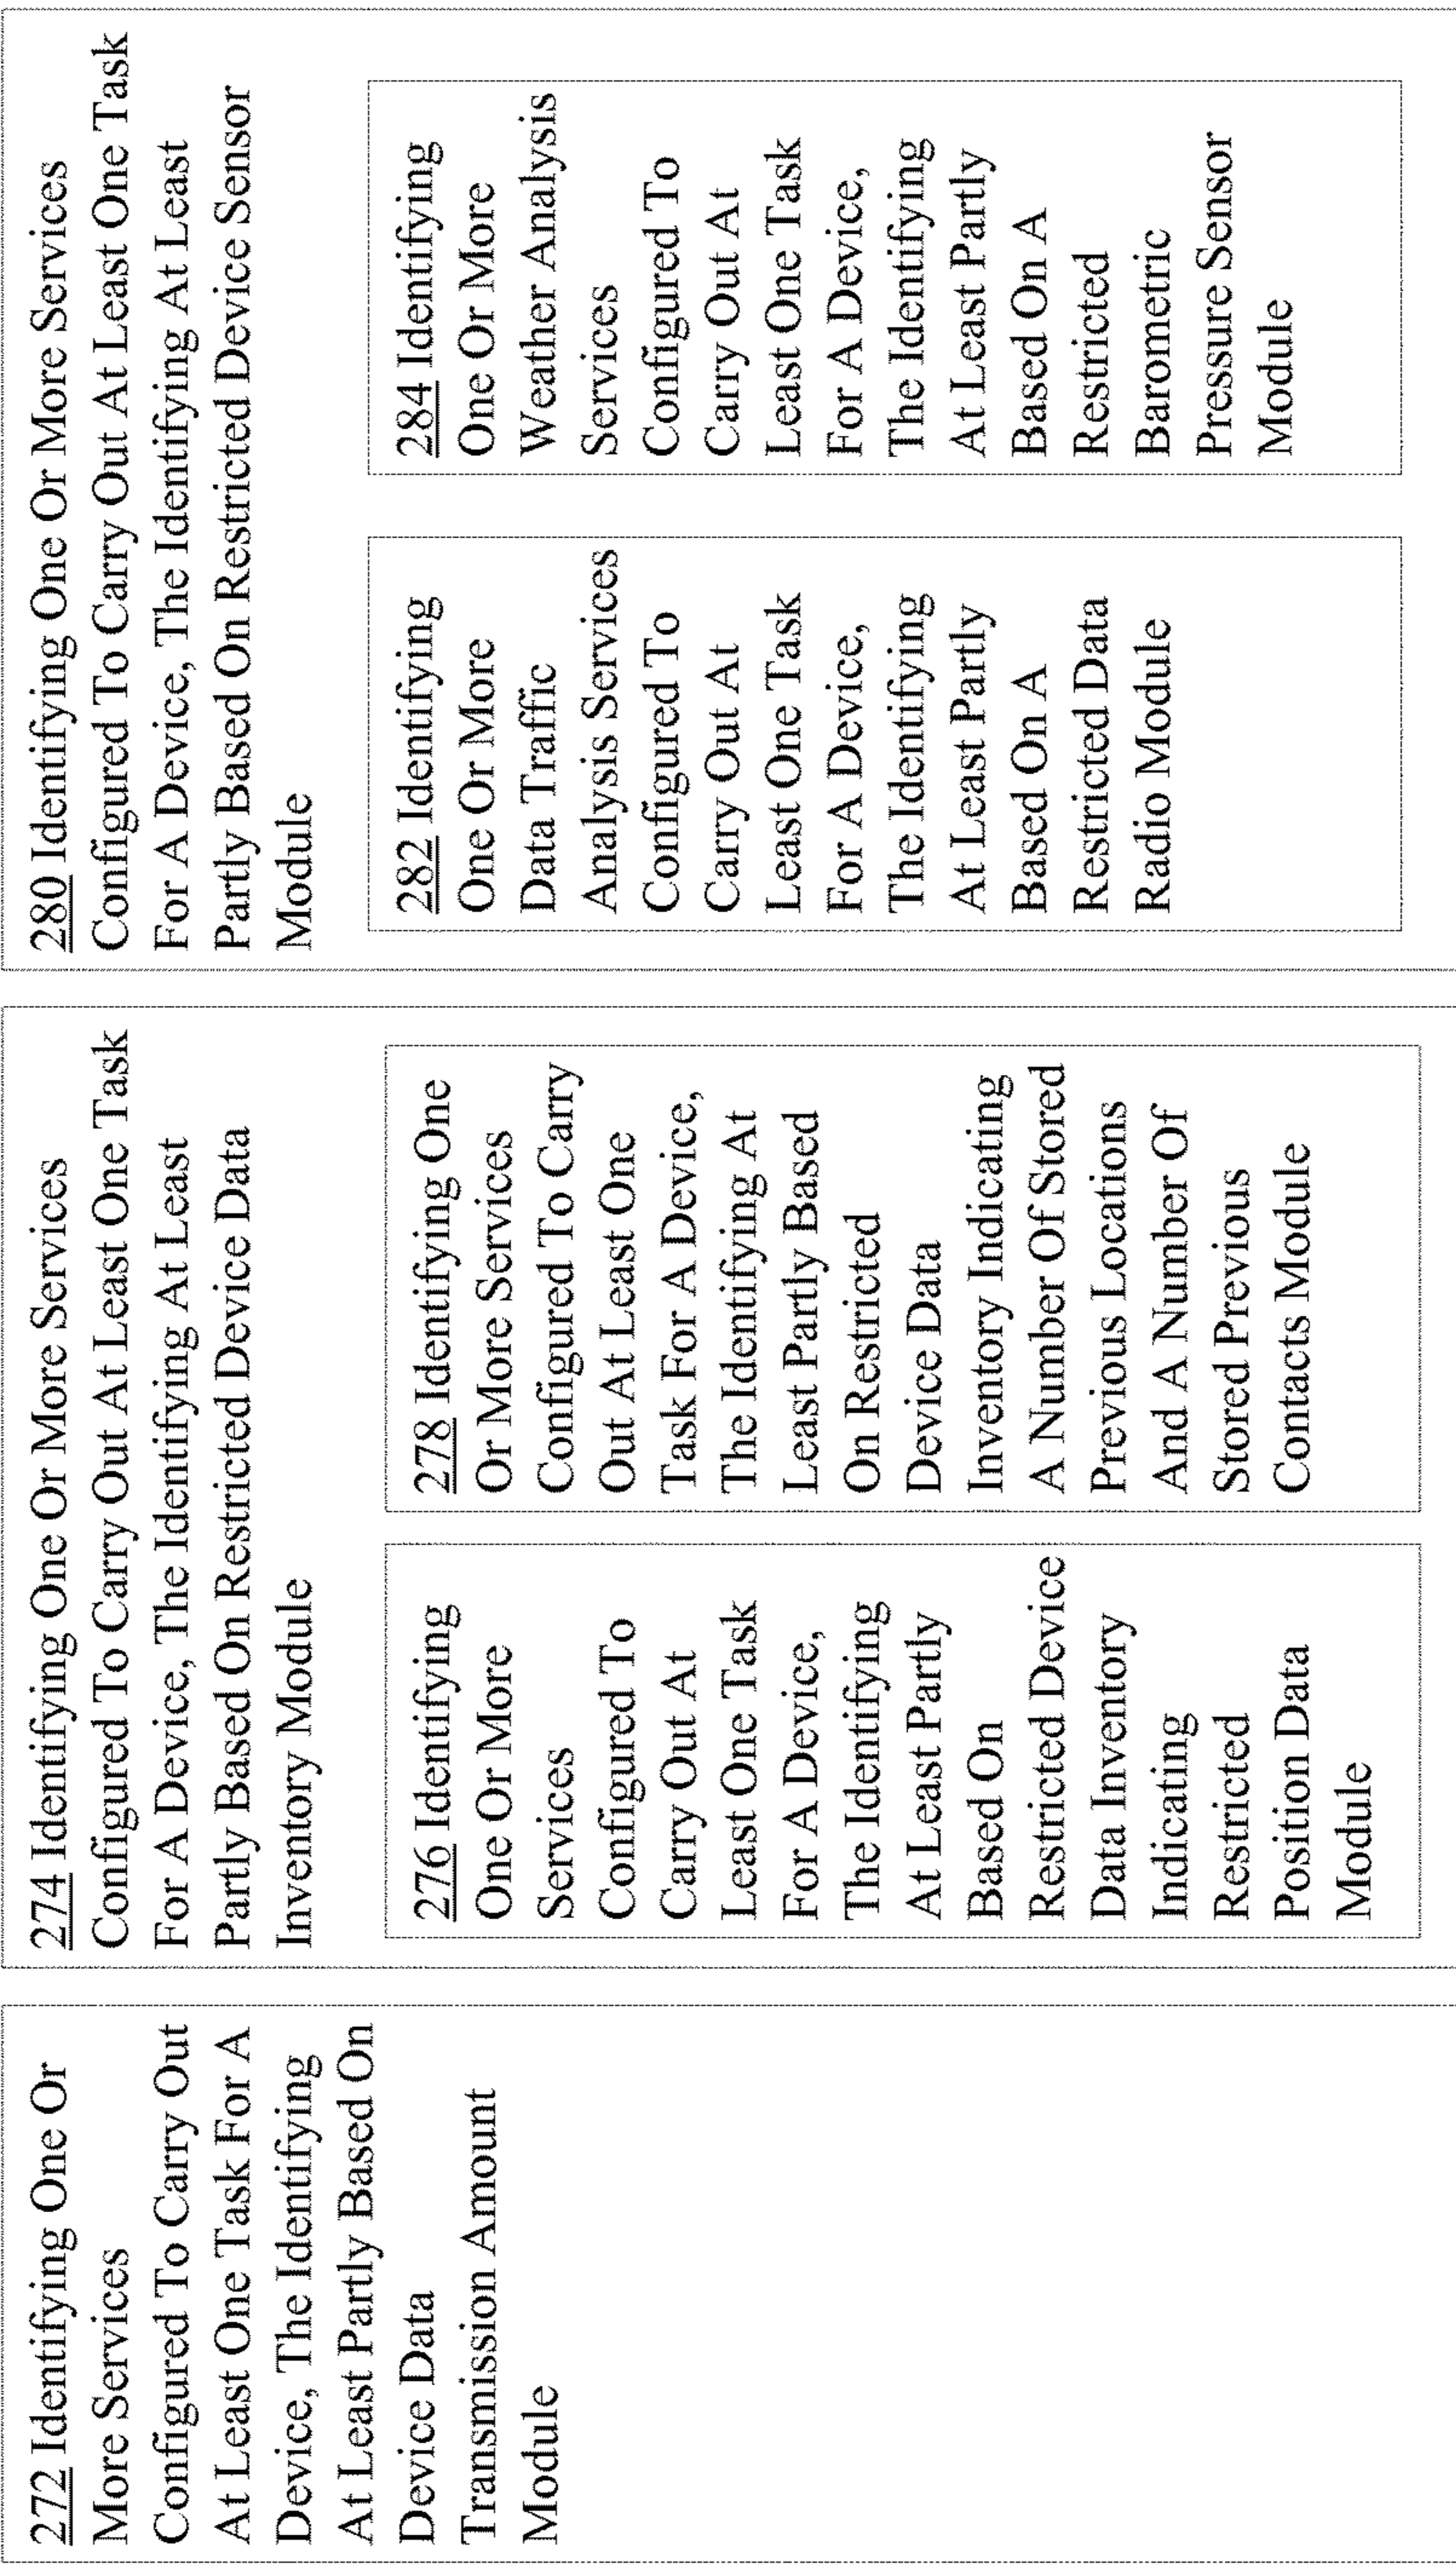 272 Identifying One Or
More Services
Configured To Carry Out
At Least One Task For A
Device, The Identifying
At Least Partly Based On
Device Data
Transmission Amount
Module
274 Identifying One Or More Services
Configured To Carry Out At Least One Task
For A Device, The Identifying At Least
Partly Based On Restricted Device Data
Inventory Module
276 Identifying
One Or More
Services
Configured To
Carry Out At
Least One Task
For A Device,
The Identifying
At Least Partly
Based On
Restricted Device
Data Inventory
Indicating
Restricted
Position Data
Module
278 Identifying One
Or More Services
Configured To Carry
Out At Least One
Task For A Device,
The Identifying At
Least Partly Based
On Restricted
Device Data
Inventory Indicating
A Number Of Stored
Previous Locations
And A Number Of
Stored Previous
Contacts Module
280 Identifying One Or More Services
Configured To Carry Out At Least One Task
For A Device, The Identifying At Least
Partly Based On Restricted Device Sensor
Module
282 Identifying
One Or More
Data Traffic
Analysis Services
Configured To
Carry Out At
Least One Task
For A Device,
The Identifying
At Least Partly
Based On A
Restricted Data
Radio Module
284 Identifying
One Or More
Weather Analysis
Services
Configured To
Carry Out At
Least One Task
For A Device,
The Identifying
At Least Partly
Based On A
Restricted
Barometric
Pressure Sensor
Module